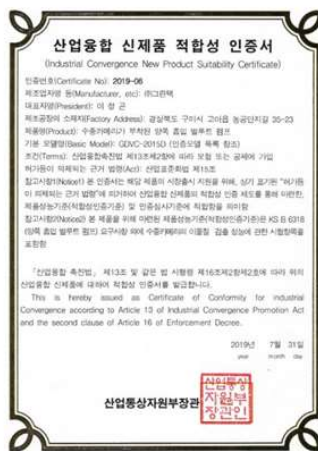 산업융합 신제품 적합성 인증서
(Industrial Convergence New Product Suitability Certificate)
인증번호(Certificate No): 2019-06
제조업자명 등(Manufacturer, etc): ㈜그린텍
대표자명(President): 이 정 곤
제조공장의 소재지(Factory Address): 경상북도 구미시 고아읍 농공단지길 35-23
제품명(Product): 수중카메라가 부착된 양쪽 흡입 벌루트 펌프
기본 모델명(Basic Model): GDVC-2015D (인증모델 목록 참조)
조건(Terms): 산업융합촉진법 제13조제2항에 따라 보험 또는 공제에 가입
허가등이 의제되는 근거 법령(Act): 산업표준화법 제15조
참고사항1(Notice1) 본 인증서는 해당 제품의 시장출시 지원을 위해, 상기 표기된 "허가등
이 의제되는 근거 법령"에 의거하여 산업융합 신제품의 적합성 인증 제도를 통해 마련한,
제품성능기준(적합성인증기준) 및 인증심사기준에 적합함을 의미함
참고사항2(Notice2) 본 제품을 위해 마련된 제품성능기준(적합성인증기준)은 KS B 6318
(양쪽 흡입 벌루트 펌프) 요구사항 외에 수중카메라의 이물질 검출 성능에 관한 시험항목을
포함함
「산업융합 촉진법」 제13조 및 같은 법 시행령 제16조제2항제2호에 따라 위의
산업융합 신제품에 대하여 적합성 인증서를 발급합니다.
This is hereby issued as Certificate of Conformity for Industrial
Convergence according to Article 13 of Industrial Convergence Promotion Act
and the second clause of Article 16 of Enforcement Decree.
2019년 7월 31일
year month day
산업통상자원부장관
산업통상
자원부
장관인